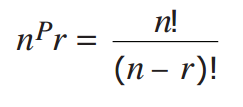 nPr = n! / (n – r)!